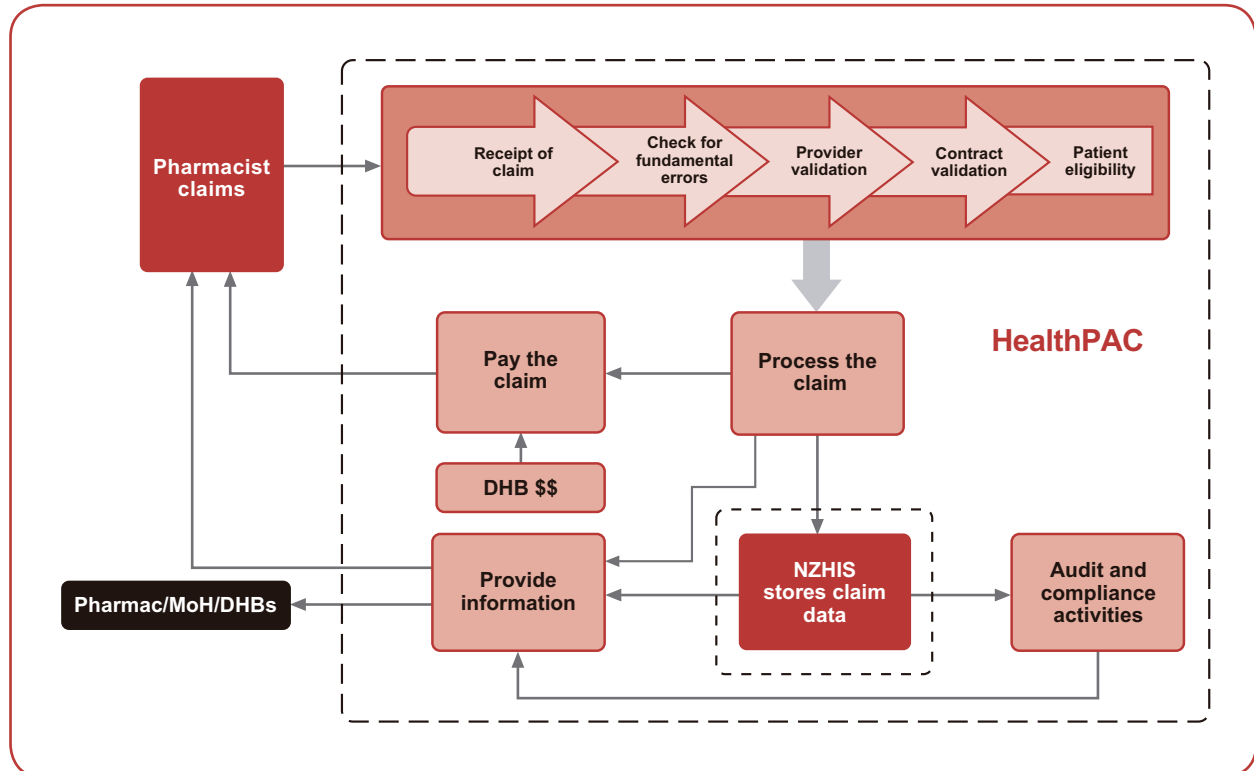 Pharmacist
claims
Receipt of
claim
Check for
fundamental
errors
Provider
validation
Contract
validation
Patient
eligibility
HealthPAC
Pay the
claim
Process the
claim
DHB $$
Provide
information
NZHIS
stores claim
data
Audit and
compliance
activities
Pharmac/MoH/DHBs